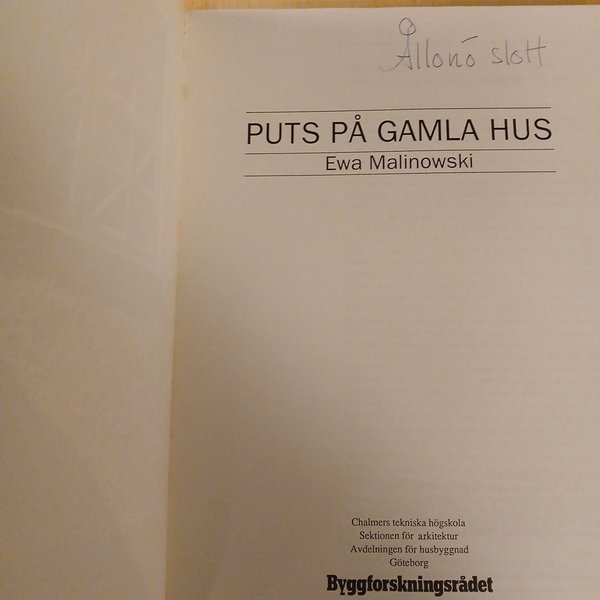 Ållonö slott
PUTS PÅ GAMLA HUS
Ewa Malinowski
Chalmers tekniska högskola
Sektionen för arkitektur
Avdelningen för husbyggnad
Göteborg
Byggforskningsrådet